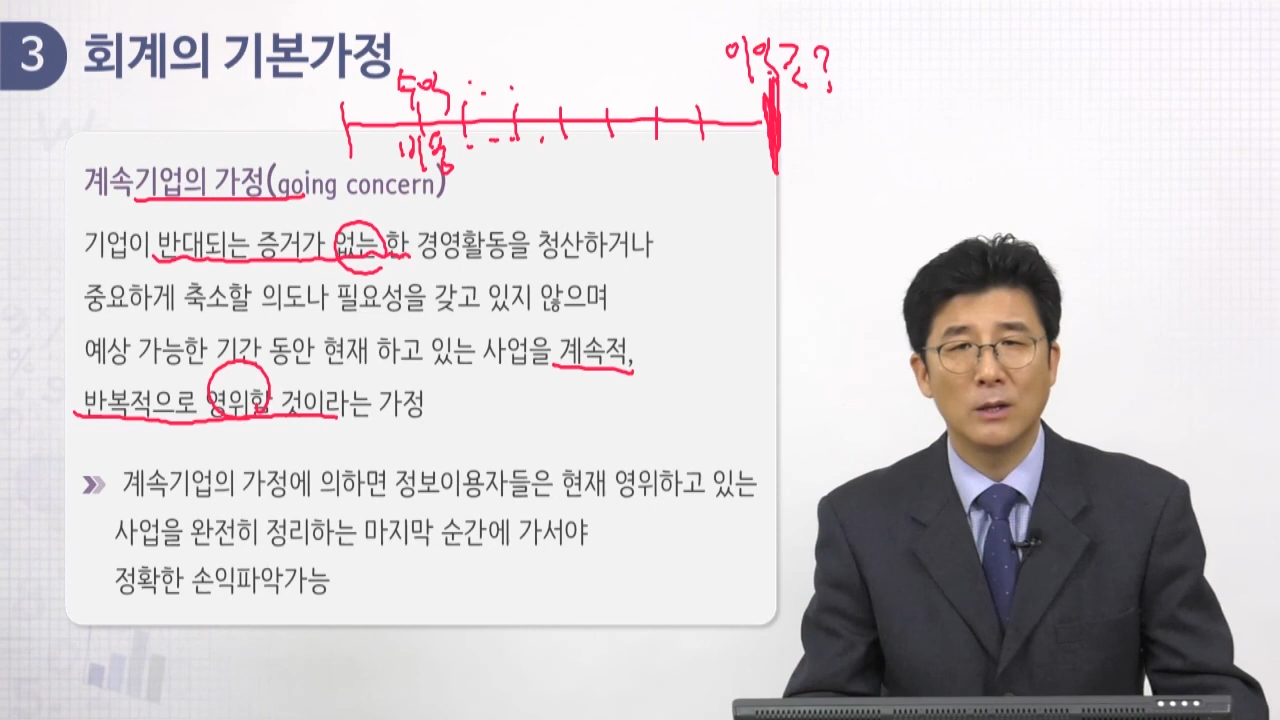 3 회계의 기본가정
이익은?
수익
비용
계속기업의 가정(going concern)
기업이 반대되는 증거가 없는 한 경영활동을 청산하거나
중요하게 축소할 의도나 필요성을 갖고 있지 않으며
예상 가능한 기간 동안 현재 하고 있는 사업을 계속적,
반복적으로 영위할 것이라는 가정
계속기업의 가정에 의하면 정보이용자들은 현재 영위하고 있는
사업을 완전히 정리하는 마지막 순간에 가서야
정확한 손익파악가능